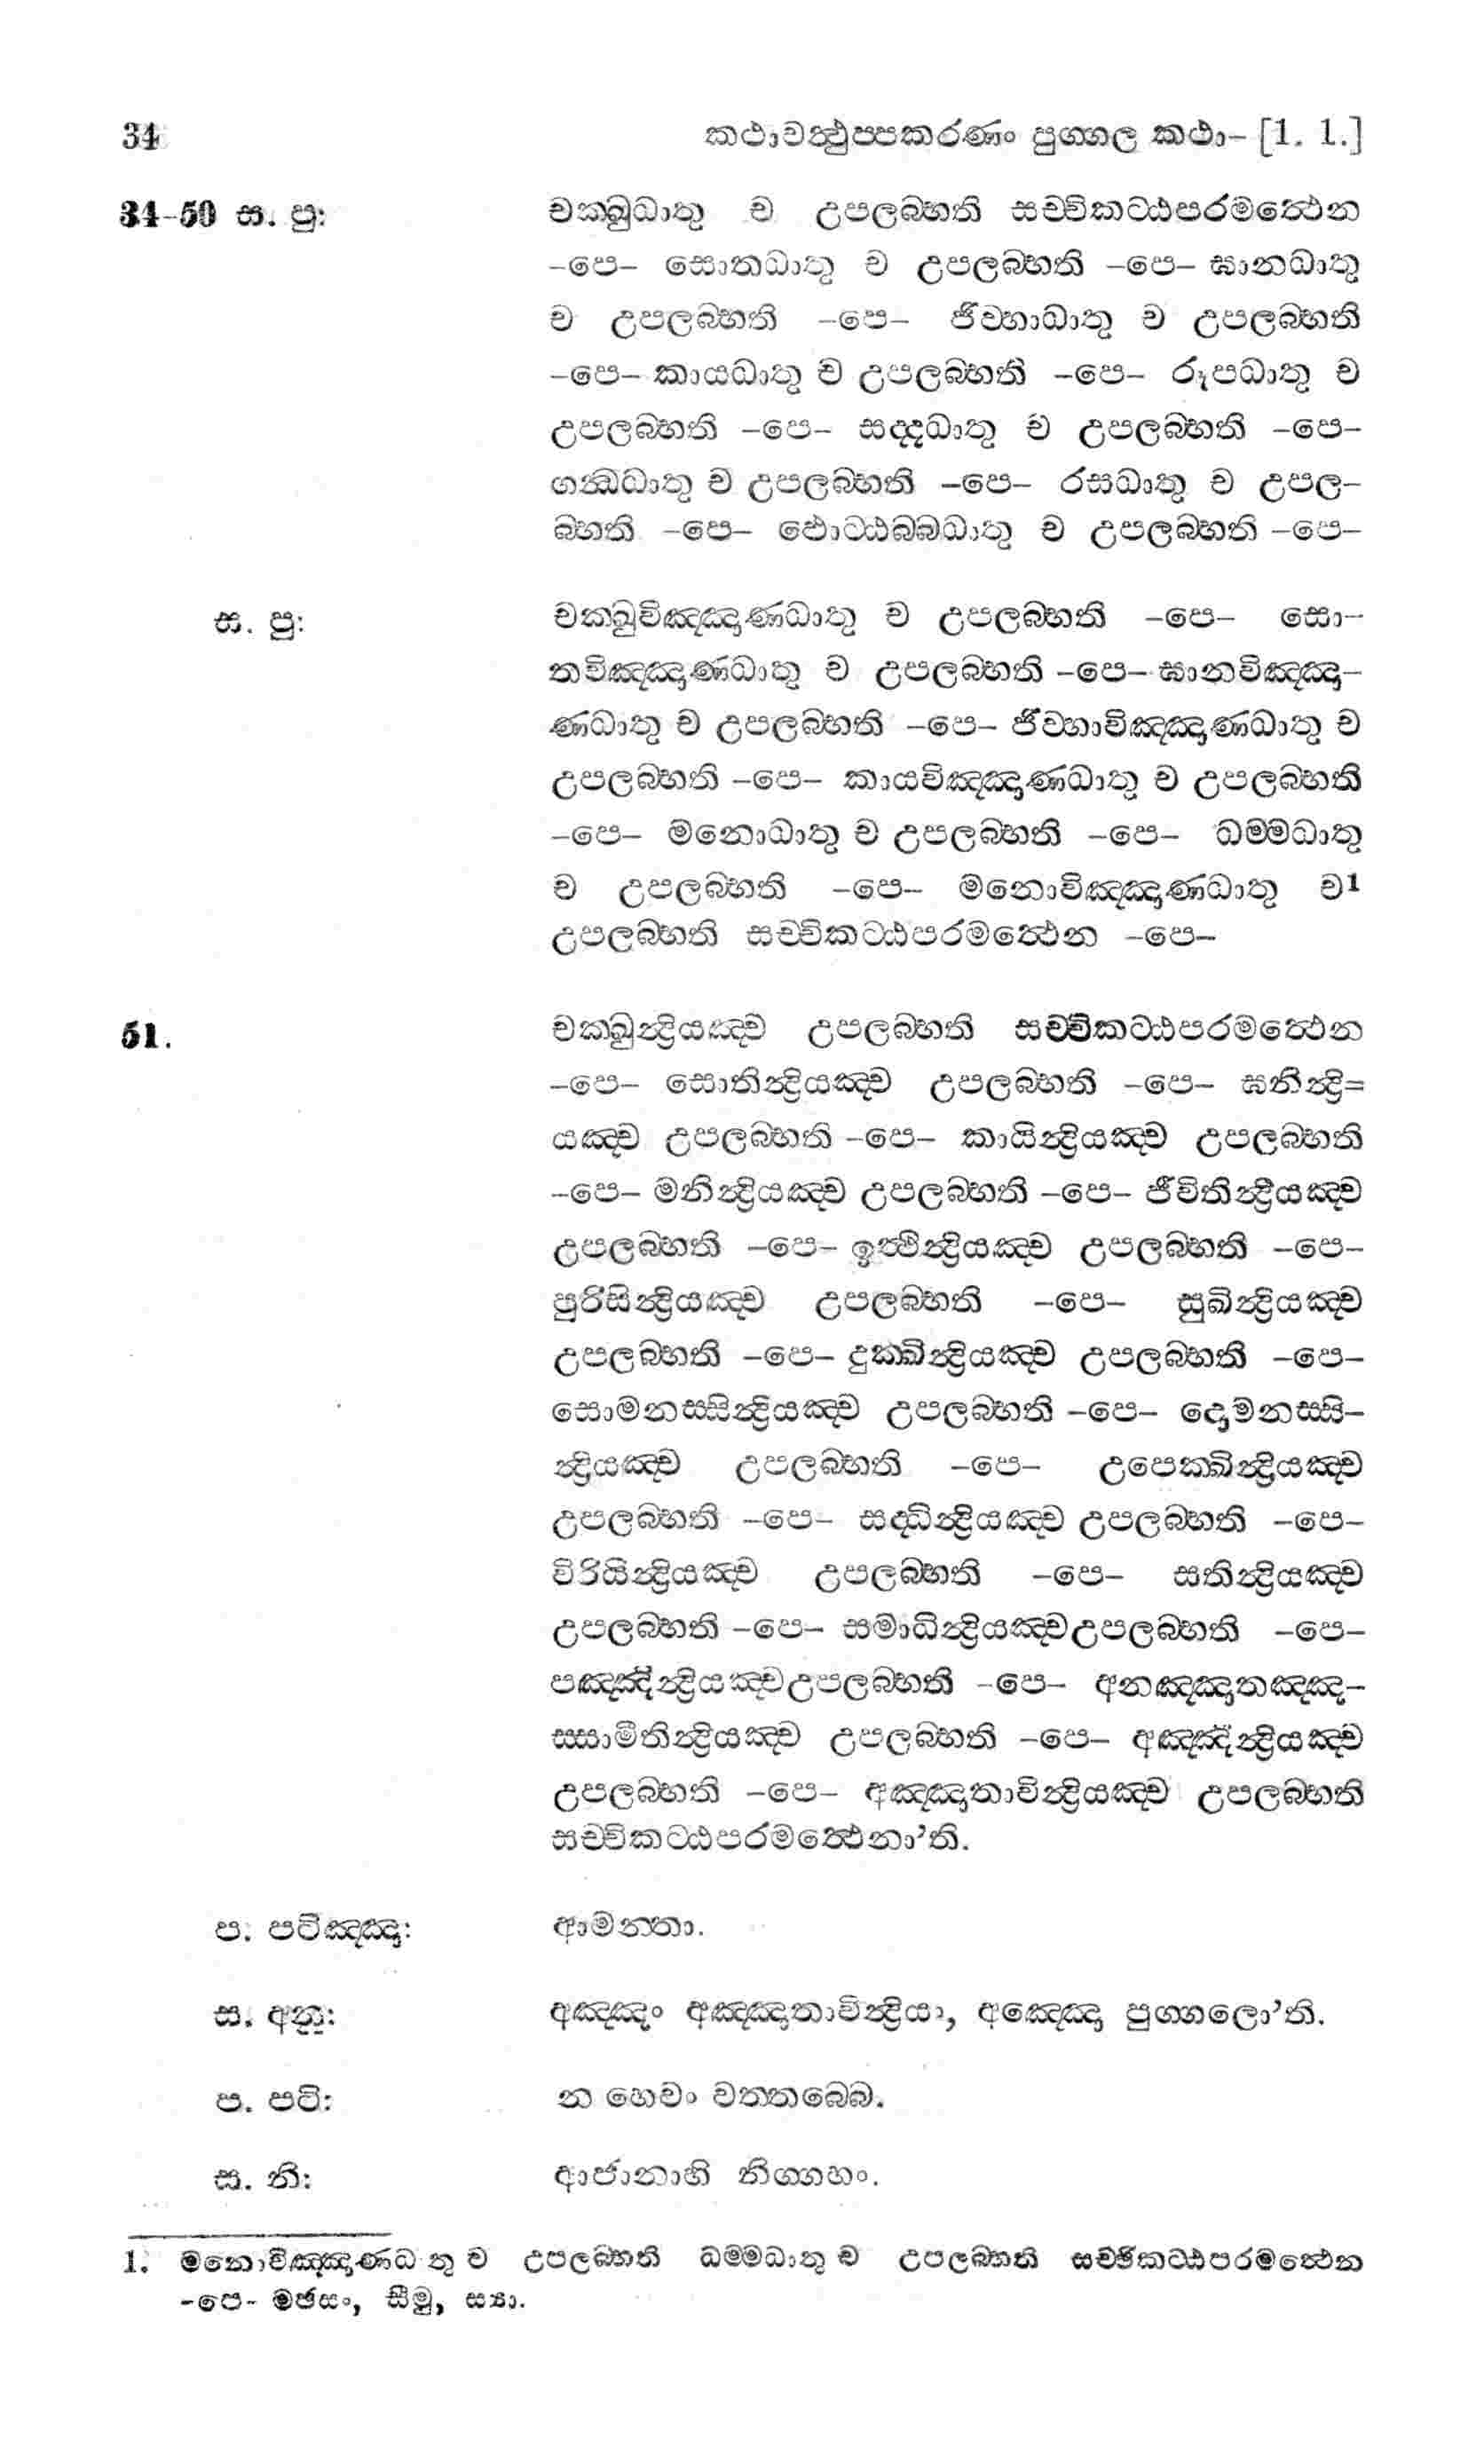 34 කථාවත්‍ථුප්පකරණං පුග්ගල කථා– [1. 1.]
34-50 ස. පු: චක්ඛුධාතු ච උපලබ්භති සච්චිකට්ඨපරමත්‍ථෙන
–පෙ– සොතධාතු ච උපලබ්භති –පෙ– ඝානධාතු
ච උපලබ්භති –පෙ– ජිව්හාධාතු ච උපලබ්භති
–පෙ– කායධාතු ච උපලබ්භති –පෙ– රූපධාතු ච
උපලබ්භති –පෙ– සද්දධාතු ච උපලබ්භති –පෙ–
ගන්‍ධධාතු ච උපලබ්භති –පෙ– රසධාතු ච උපල–
බ්භති –පෙ– ඵොට්ඨබ්බධාතු ච උපලබ්භති –පෙ–
ස. පු: චක්ඛුවිඤ්ඤාණධාතු ච උපලබ්භති –පෙ– සො–
තවිඤ්ඤාණධාතු ච උපලබ්භති –පෙ– ඝානවිඤ්ඤා–
ණධාතු ච උපලබ්භති –පෙ– ජිව්හාවිඤ්ඤාණධාතු ච
උපලබ්භති –පෙ– කායවිඤ්ඤාණධාතු ච උපලබ්භති
–පෙ– මනොධාතු ච උපලබ්භති –පෙ– ධම්මධාතු
ච උපලබ්භති –පෙ– මනොවිඤ්ඤාණධාතු ච1
උපලබ්භති සච්චිකට්ඨපරමත්‍ථෙන –පෙ–
51. චක්ඛුන්‍ද්‍රියඤ්ච උපලබ්භති සච්චිකට්ඨපරමත්‍ථෙන
–පෙ– සොතින්‍ද්‍රියඤ්ච උපලබ්භති –පෙ– ඝනින්‍ද්‍රි=
යඤ්ච උපලබ්භති –පෙ– කායින්‍ද්‍රියඤ්ච උපලබ්භති
–පෙ– මනින්‍ද්‍රියඤ්ච උපලබ්භති –පෙ– ජීවිතින්‍ද්‍රියඤ්ච
උපලබ්භති –පෙ– ඉත්‍ථින්‍ද්‍රියඤ්ච උපලබ්භති –පෙ–
පුරිසින්‍ද්‍රියඤ්ච උපලබ්භති –පෙ– සුඛින්‍ද්‍රියඤ්ච
උපලබ්භති –පෙ– දුක්ඛින්‍ද්‍රියඤ්ච උපලබ්භති –පෙ–
සොමනස්සින්‍ද්‍රියඤ්ච උපලබ්භති –පෙ– දොමනස්සි–
න්‍ද්‍රියඤ්ච උපලබ්භති –පෙ– උපෙක්ඛින්‍ද්‍රියඤ්ච
උපලබ්භති –පෙ– සද්ධින්‍ද්‍රියඤ්ච උපලබ්භති –පෙ–
විරියින්‍ද්‍රියඤ්ච උපලබ්භති –පෙ– සතින්‍ද්‍රියඤ්ච
උපලබ්භති –පෙ– සමාධින්‍ද්‍රියඤ්චඋපලබ්භති –පෙ–
පඤ්ඤින්‍ද්‍රියඤ්චඋපලබ්භති –පෙ– අනඤ්ඤාතඤ්ඤ–
ස්සාමීතින්‍ද්‍රියඤ්ච උපලබ්භති –පෙ– අඤ්ඤින්‍ද්‍රියඤ්ච
උපලබ්භති –පෙ– අඤ්ඤාතාවින්‍ද්‍රියඤ්ච උපලබ්භති
සච්චිකට්ඨපරමත්‍ථෙනා’ති.
ප. පටිඤ්ඤා: ආමන්තා.
ස. අනු: අඤ්ඤං අඤ්ඤාතාවින්‍ද්‍රියා, අඤ්ඤො පුග්ගලො’ති.
ප. පටි: න හෙවං වත්තබ්බෙ.
ස. නි: ආජානාහි නිග්ගහං.
1. මනොවිඤ්ඤාණධ තු ච උපලබ්භති ධම්මධාතු ච උපලබ්භති සච්ඡිකට්ඨපරමත්‍ථෙන
-පෙ- මජසං, සීමු, ස්‍යා.